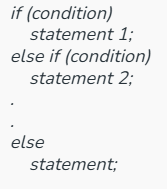 if (condition)
statement 1;
else if (condition)
statement 2;
.
.
else
statement;